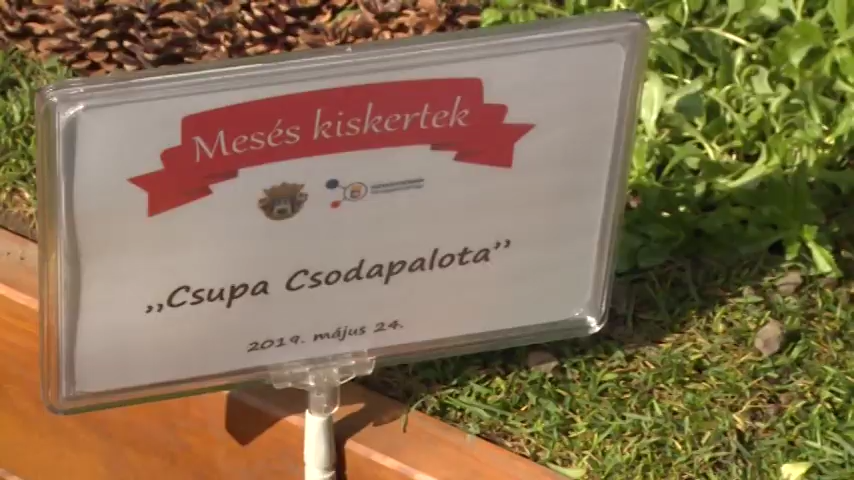 Mesés kiskertek
„Csupa Csodapalota”
2019. május 24.